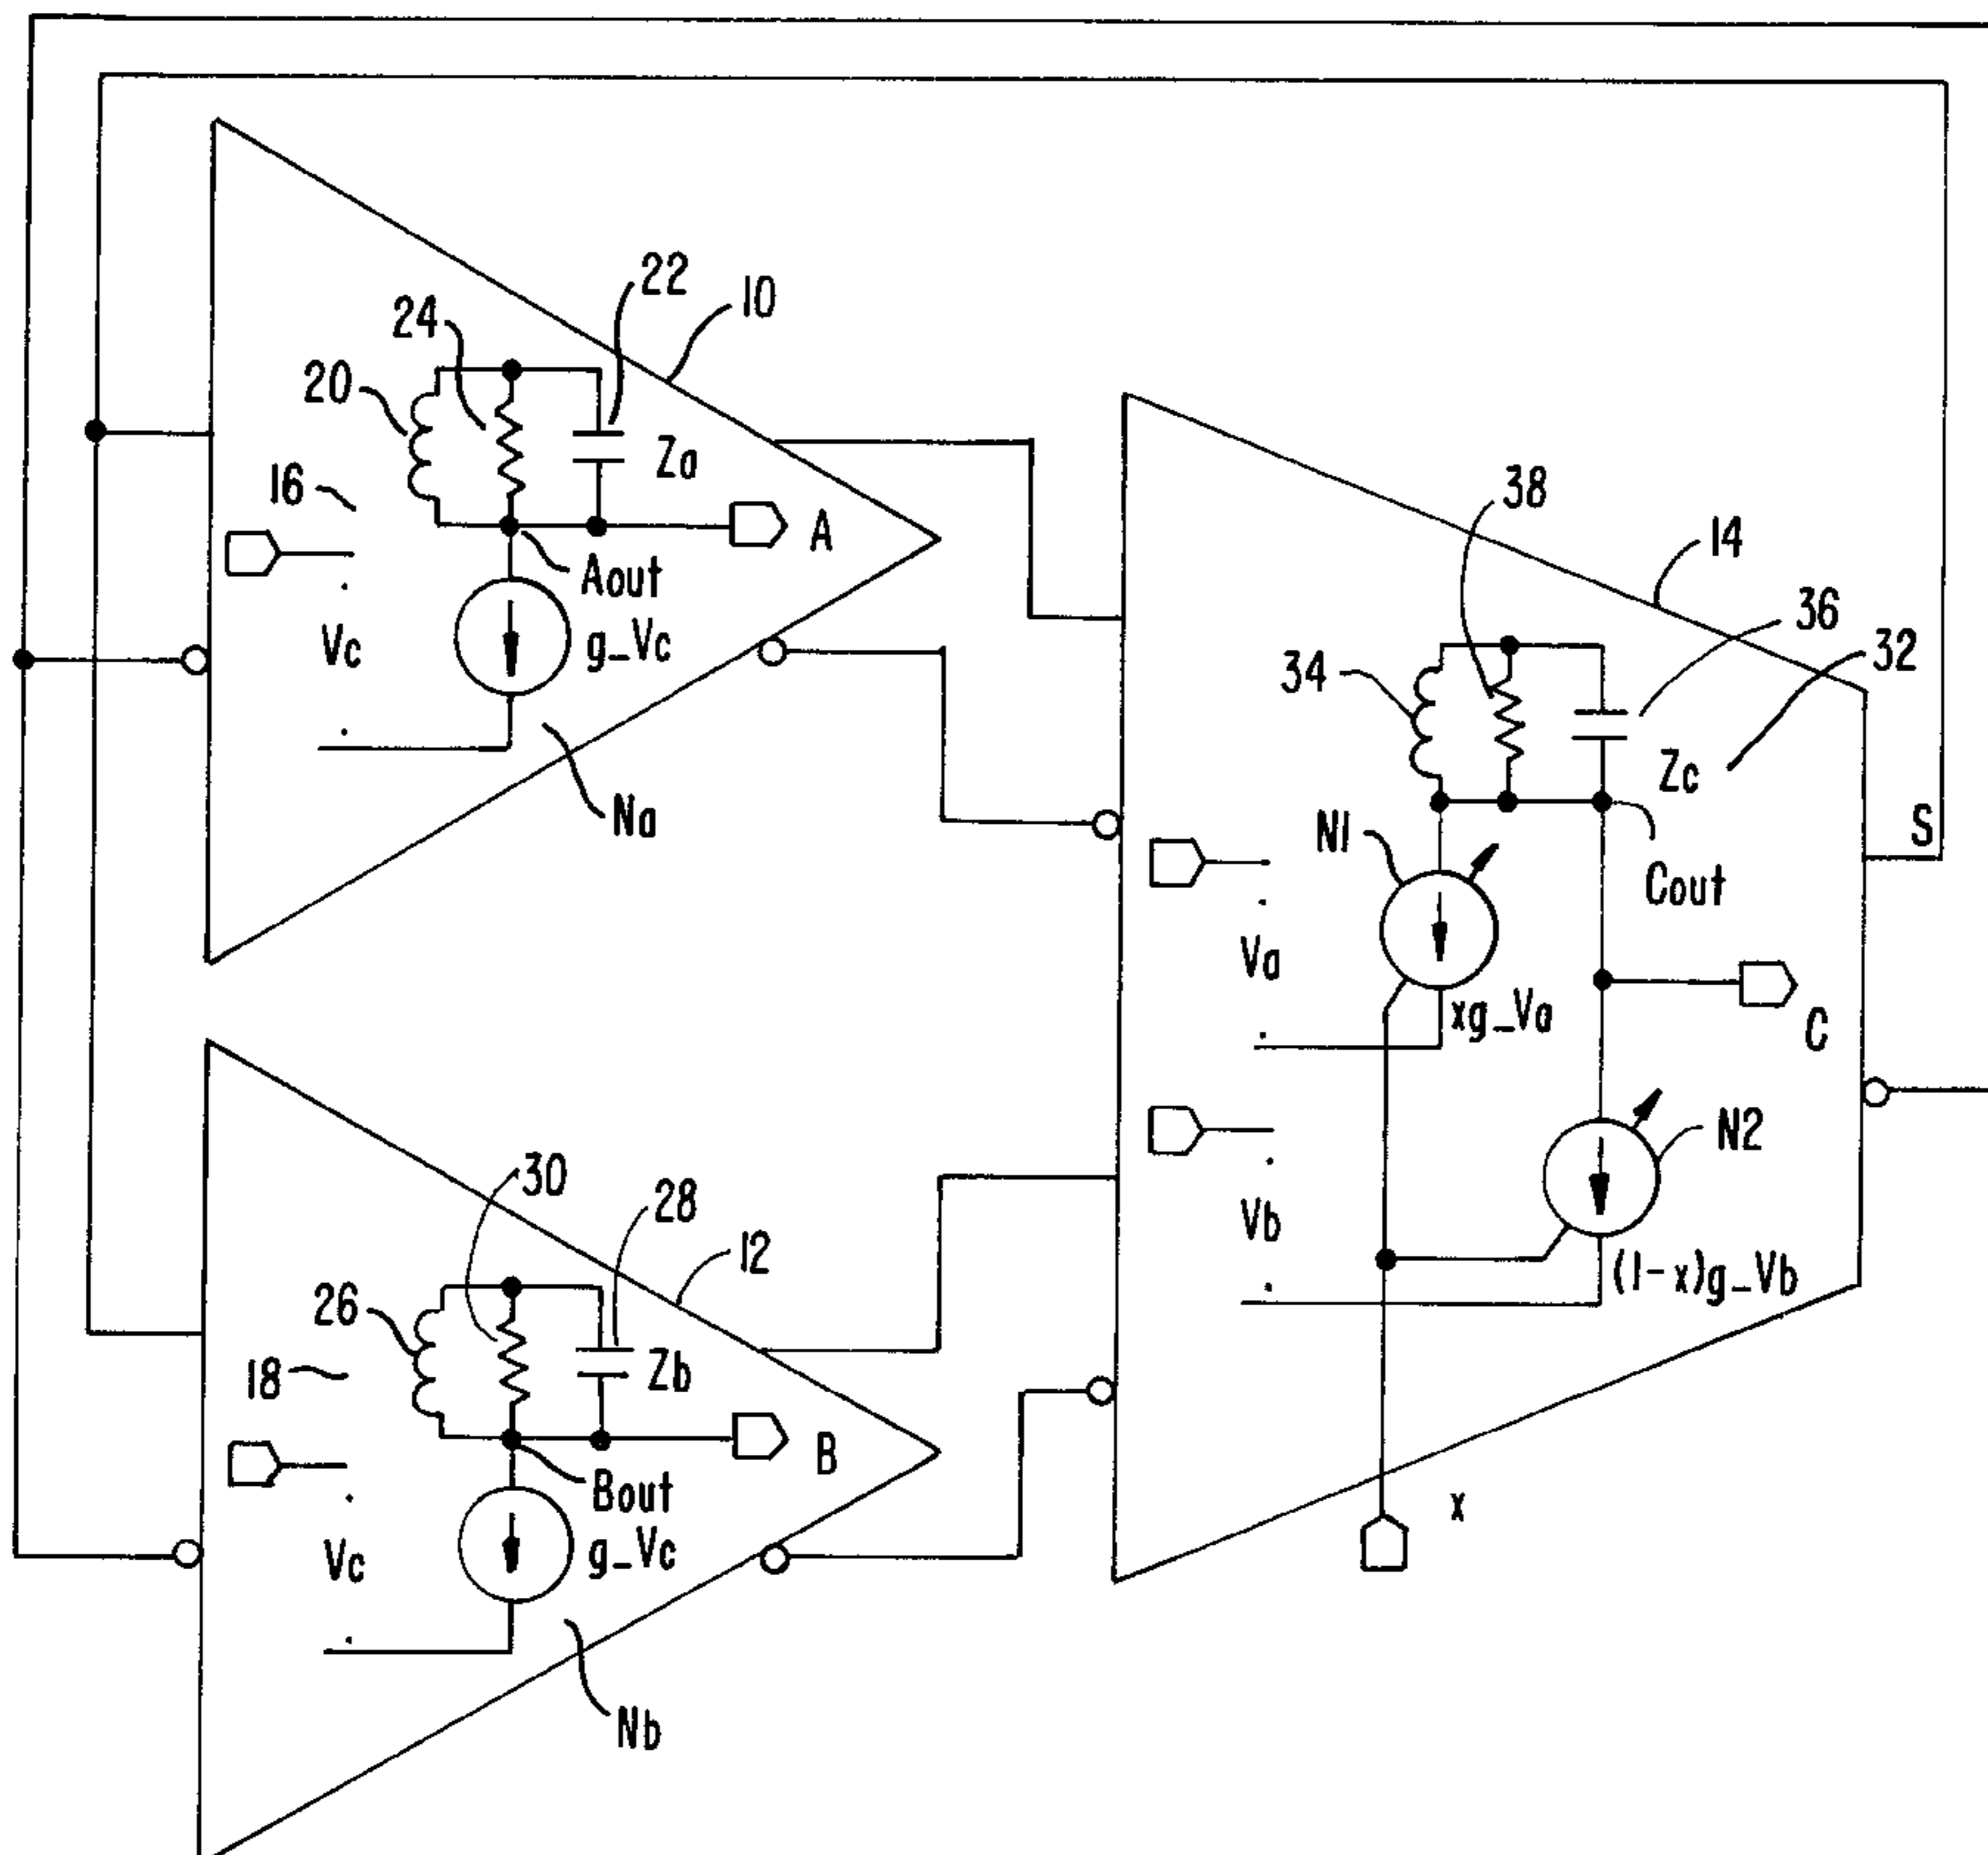 22
10
24
20
Za
16
A
Aout
Vc
g_Vc
Na
38
14
36
32
34
Zc
N1
S
Cout
Va
xg_Va
C
N2
Vb
(1-x)g_Vb
30
28
12
26
18
Zb
B
Bout
Vc
g_Vc
x
Nb